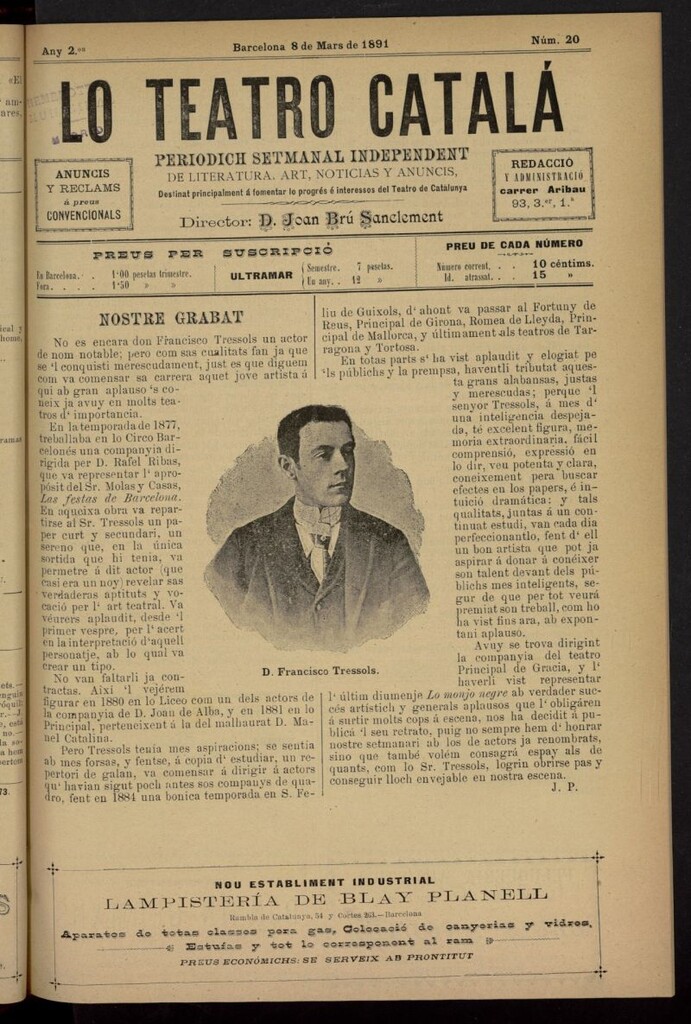 Any 2.on
Barcelona 8 de Mars de 1891
Núm. 20
LO TEATRO CATALÁ
PERIODICH SETMANAL INDEPENDENT
DE LITERATURA, ART, NOTICIAS Y ANUNCIS,
Destinat principalment á fomentar lo progrés é interessos del Teatro de Catalunya
Director: D. Joan Brú Sanclement
ANUNCIS
Y RECLAMS
á preus
CONVENCIONALS
REDACCIÓ
Y ADMINISTRACIÓ
carrer Aribau
93, 3.er, 1.a
PREUS PER SUSCRIPCIÓ
En Barcelona. . 1'00 pesetas trimestre.
Fora. . . . . 1'50 » »
ULTRAMAR
Semestre. 7 pesetas.
Un any. . 12 »
PREU DE CADA NÚMERO
Número corrent. . . 10 céntims.
Id. atrassat. . . 15 »
NOSTRE GRABAT
No es encara don Francisco Tressols un actor
de nom notable; pero com sas cualitats fan ja que
se 'l conquisti merescudament, just es que diguem
com va comensar sa carrera aquet jove artista á
qui ab gran aplauso 's co-
neix ja avuy en molts tea-
tros d' importancia.
En la temporada de 1877,
treballaba en lo Circo Bar-
celonés una companyia di-
rigida per D. Rafel Ribas,
que va representar l' apro-
pósit del Sr. Molas y Casas,
Las festas de Barcelona.
En aqueixa obra va repar-
tirse al Sr. Tressols un pa-
per curt y secundari, un
sereno que, en la única
sortida que hi tenia, va
permetre á dit actor (que
casi era un noy) revelar sas
verdaderas aptituts y vo-
cació per l' art teatral. Va
véurers aplaudit, desde 'l
primer vespre, per l' acert
en la interpretació d'aquell
personatje, ab lo qual va
crear un tipo.
No van faltarli ja con-
tractas. Aixi 'l vejérem
figurar en 1880 en lo Liceo com un dels actors de
la companyia de D. Joan de Alba, y en 1881 en lo
Principal, perteneixent á la del malhaurat D. Ma-
nel Catalina.
Pero Tressols tenia mes aspiracions; se sentia
ab mes forsas, y fentse, á copia d' estudiar, un re-
pertori de galan, va comensar á dirigir á actors
qu' havian sigut poch antes sos companys de qua-
dro, fent en 1884 una bonica temporada en S. Fe-
liu de Guixols, d' ahont va passar al Fortuny de
Reus, Principal de Girona, Romea de Lleyda, Prin-
cipal de Mallorca, y últimament als teatros de Tar-
ragona y Tortosa.
En totas parts s' ha vist aplaudit y elogiat pe
'ls públichs y la prempsa, haventli tributat aques-
ta grans alabansas, justas
y merescudas; perque 'l
senyor Tressols, á mes d'
una inteligencia despeja-
da, té excelent figura, me-
moria extraordinaria, fácil
comprensió, expressió en
lo dir, veu potenta y clara,
coneixement pera buscar
efectes en los papers, é in-
tuició dramática; y tals
qualitats, juntas á un con-
tinuat estudi, van cada dia
perfeccionantlo, fent d' ell
un bon artista que pot ja
aspirar á donar á conéixer
son talent devant dels pú-
blichs mes inteligents, se-
gur de que per tot veurá
premiat son treball, com ho
ha vist fins ara, ab expon-
tani aplauso.
Avuy se trova dirigint
la companyia del teatro
Principal de Gracia, y l'
haverli vist representar
l' últim diumenje Lo monjo negre ab verdader suc-
cés artístich y generals aplausos que l' obligáren
á surtir molts cops á escena, nos ha decidit á pu-
blicá 'l seu retrato, puig no sempre hem d' honrar
nostre setmanari ab los de actors ja renombrats,
sino que també volém consagrá espay als de
quants, com lo Sr. Tressols, logrin obrirse pas y
conseguir lloch envejable en nostra escena.
J. P.
D. Francisco Tressols.
NOU ESTABLIMENT INDUSTRIAL
LAMPISTERÍA DE BLAY PLANELL
Rambla de Catalunya, 54 y Cortes 263.—Barcelona
Aparatos de totas classes pera gas, Colocació de canyerias y vidres,
Estufas y tot lo corresponent al ram
PREUS ECONÓMICHS: SE SERVEIX AB PRONTITUT